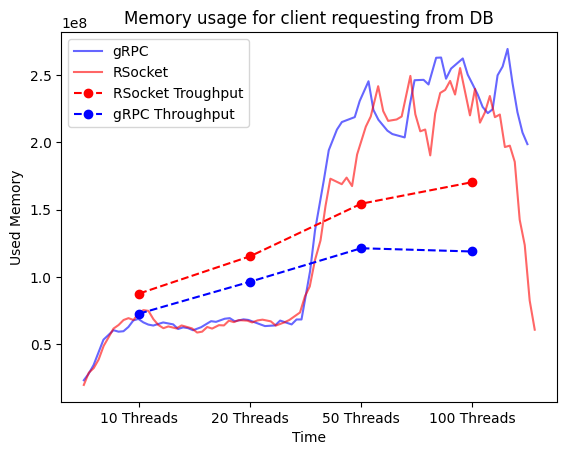 Memory usage for client requesting from DB
1e8
gRPC
RSocket
RSocket Troughput
gRPC Throughput
2.5
2.0
1.5
1.0
0.5
Used Memory
10 Threads 20 Threads 50 Threads 100 Threads
Time